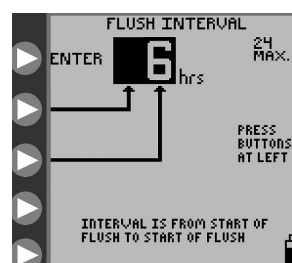 FLUSH INTERVAL
ENTER 6 hrs
24
MAX.
PRESS
BUTTONS
AT LEFT
INTERVAL IS FROM START OF
FLUSH TO START OF FLUSH